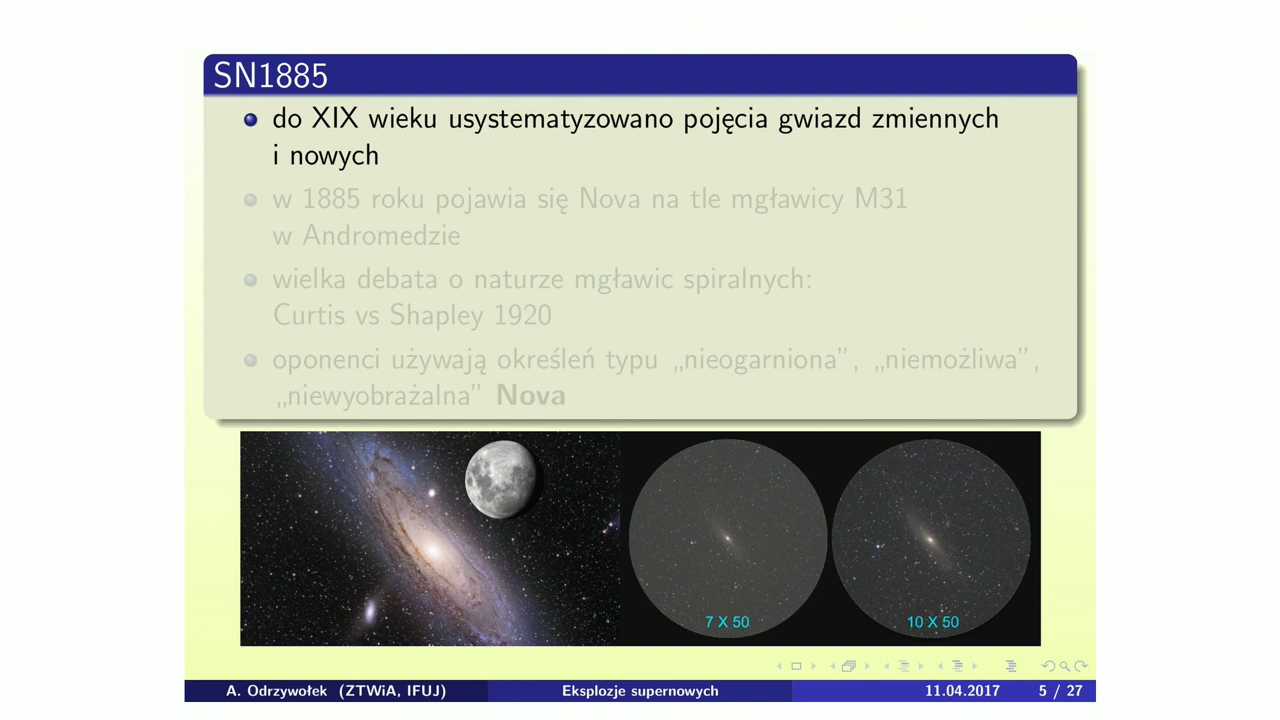 SN1885
do XIX wieku usystematyzowano pojęcia gwiazd zmiennych
i nowych
w 1885 roku pojawia się Nova na tle mgławicy M31
w Andromedzie
wielka debata o naturze mgławic spiralnych:
Curtis vs Shapley 1920
oponenci używają określeń typu „nieogarniona”, „niemożliwa”,
„niewyobrażalna” Nova
7 X 50
10 X 50
A. Odrzywołek (ZTWiA, IFUJ)
Eksplozje supernowych
11.04.2017
5 / 27